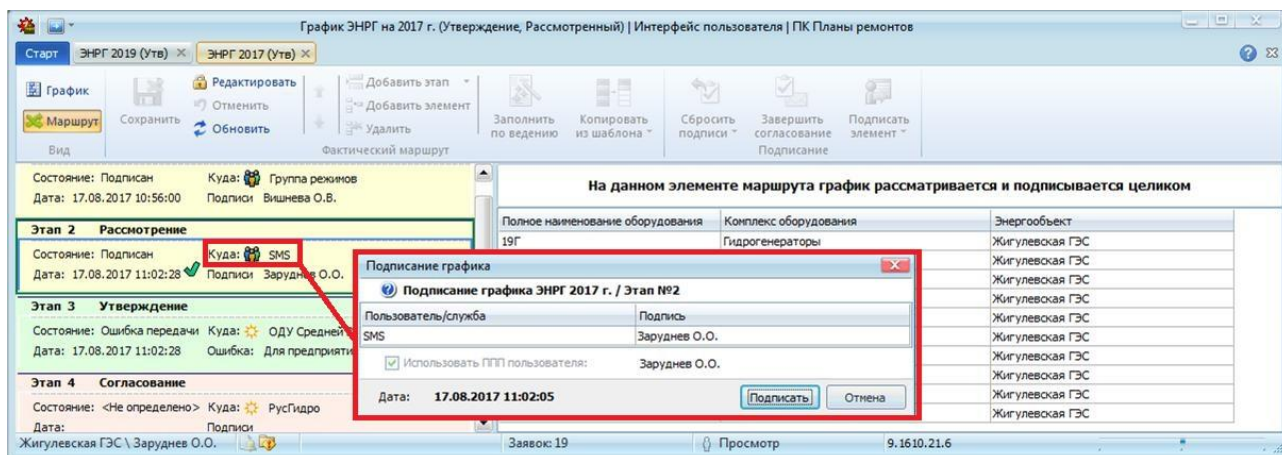 График ЭНРГ на 2017 г. (Утверждение, Рассмотренный) | Интерфейс пользователя | ПК Планы ремонтов
Старт ЭНРГ 2019 (Утв) ЭНРГ 2017 (Утв)
График Сохранить Редактировать Добавить этап
Маршрут Отменить Добавить элемент Заполнить по ведению Копировать из шаблона Сбросить подписи Завершить согласование Подписать элемент
Обновить Удалить
Вид Фактический маршрут Подписание
Состояние: Подписан Куда: Группа режимов
Дата: 17.08.2017 10:56:00 Подписи Вишнева О.В.
Этап 2 Рассмотрение
Состояние: Подписан Куда: SMS
Дата: 17.08.2017 11:02:28 Подписи Заруднев О.О.
Этап 3 Утверждение
Состояние: Ошибка передачи Куда: ОДУ Средней
Дата: 17.08.2017 11:02:28 Ошибка: Для предприяти
Этап 4 Согласование
Состояние: <Не определено> Куда: РусГидро
Дата: Подписи
На данном элементе маршрута график рассматривается и подписывается целиком
Полное наименование оборудования Комплекс оборудования Энергообъект
19Г Гидрогенераторы Жигулевская ГЭС
Жигулевская ГЭС
Жигулевская ГЭС
Жигулевская ГЭС
Жигулевская ГЭС
Жигулевская ГЭС
Жигулевская ГЭС
Жигулевская ГЭС
Жигулевская ГЭС
Жигулевская ГЭС
Подписание графика
Подписание графика ЭНРГ 2017 г. / Этап №2
Пользователь/служба Подпись
SMS Заруднев О.О.
Использовать ППП пользователя: Заруднев О.О.
Дата: 17.08.2017 11:02:05 Подписать Отмена
Жигулевская ГЭС \ Заруднев О.О. Заявок: 19 Просмотр 9.1610.21.6